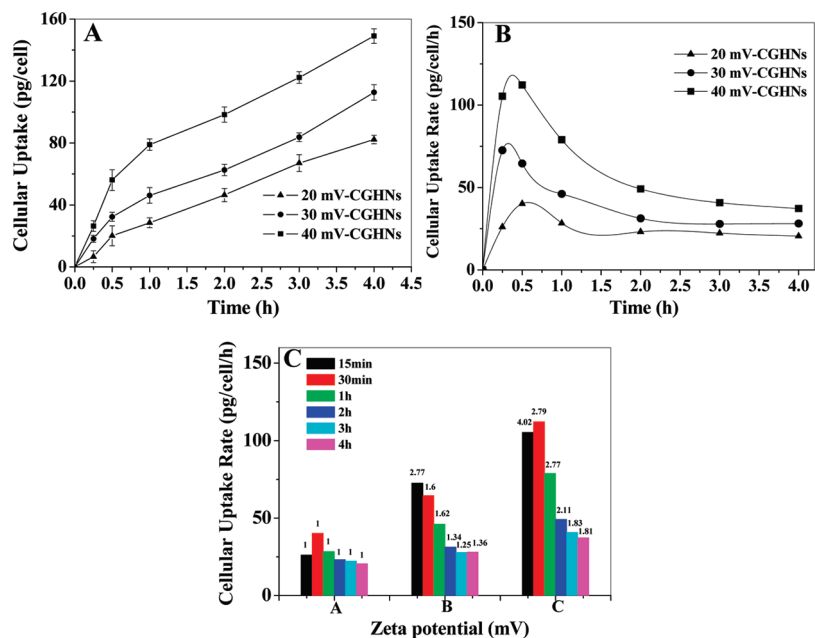 A
160
120
80
40
0
Cellular Uptake (pg/cell)
20 mV-CGHNs
30 mV-CGHNs
40 mV-CGHNs
0.0 0.5 1.0 1.5 2.0 2.5 3.0 3.5 4.0 4.5
Time (h)
B
150
100
50
0
Cellular Uptake Rate (pg/cell/h)
20 mV-CGHNs
30 mV-CGHNs
40 mV-CGHNs
0.0 0.5 1.0 1.5 2.0 2.5 3.0 3.5 4.0
Time (h)
C
150
100
50
0
Cellular Uptake Rate (pg/cell/h)
15min
30min
1h
2h
3h
4h
1 1 1 1 1 1
2.77 1.6 1.62 1.34 1.25 1.36
4.02 2.79 2.77 2.11 1.83 1.81
A B C
Zeta potential (mV)